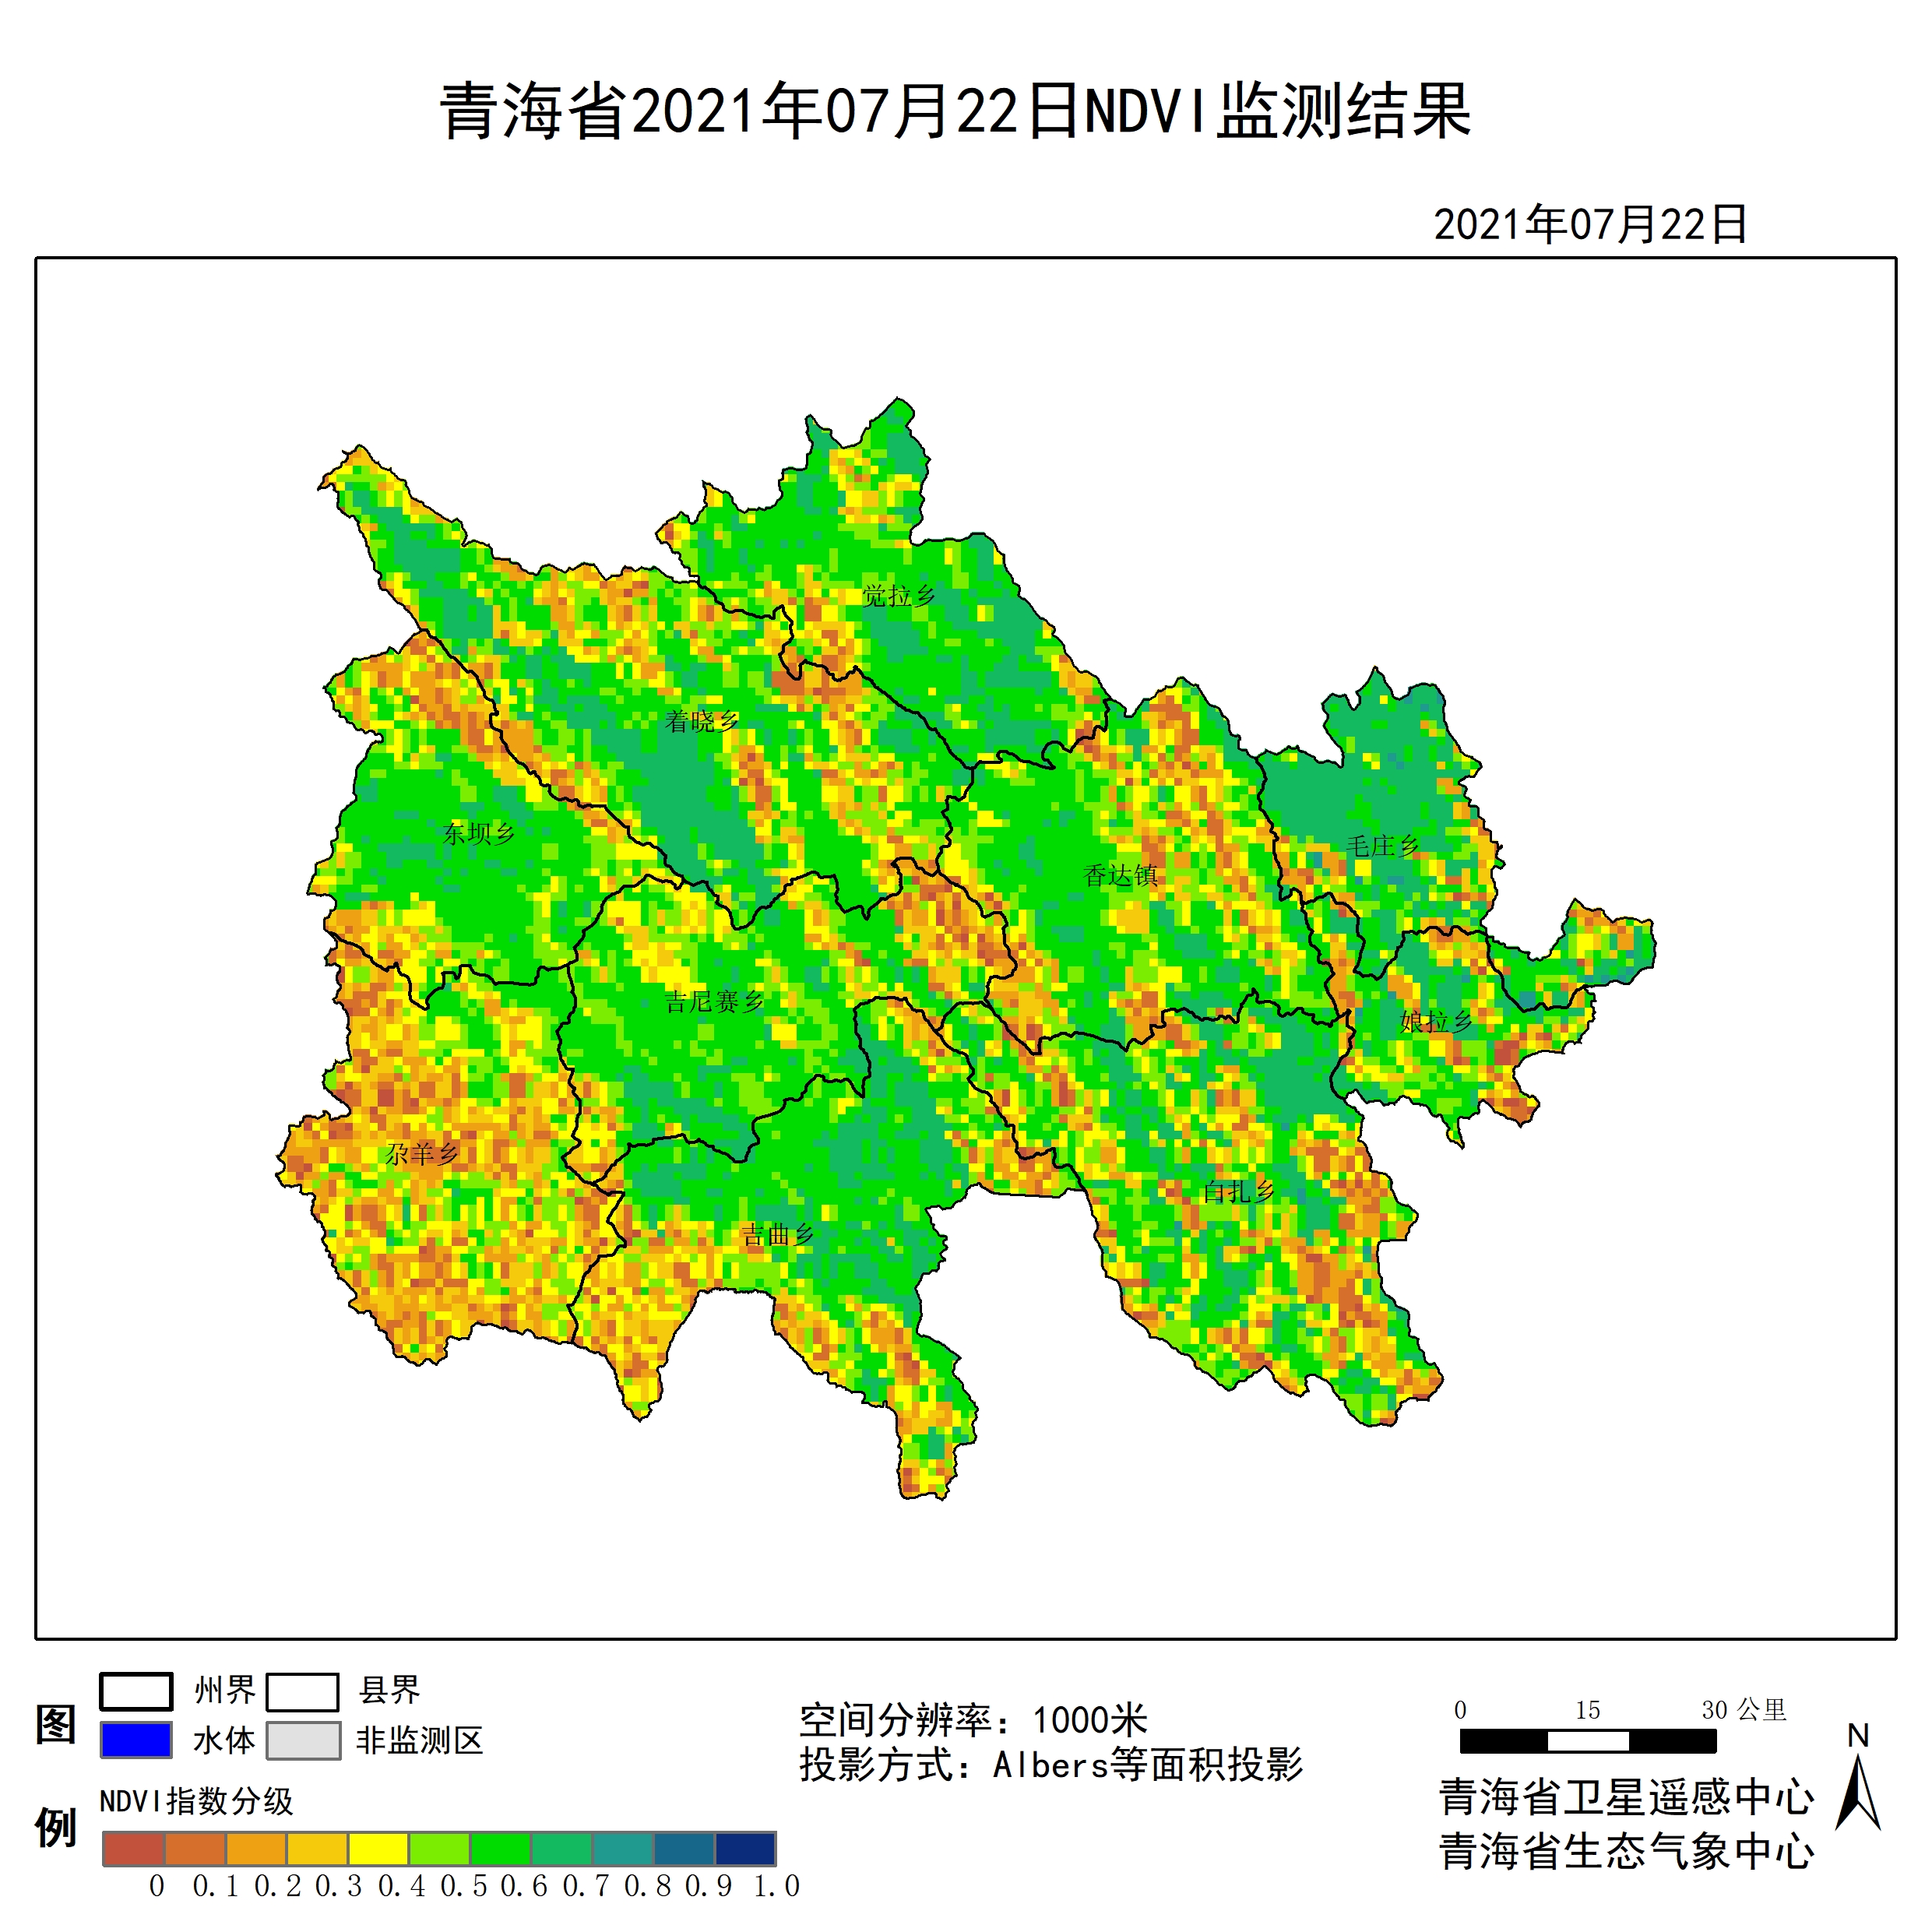 青海省2021年07月22日NDVI监测结果
2021年07月22日
觉拉乡
着晓乡
东坝乡
毛庄乡
香达镇
吉尼赛乡
娘拉乡
尕羊乡
白扎乡
吉曲乡
图例
州界 县界
水体 非监测区
NDVI指数分级
0 0.1 0.2 0.3 0.4 0.5 0.6 0.7 0.8 0.9 1.0
空间分辨率：1000米
投影方式：Albers等面积投影
0 15 30 公里
N
青海省卫星遥感中心
青海省生态气象中心